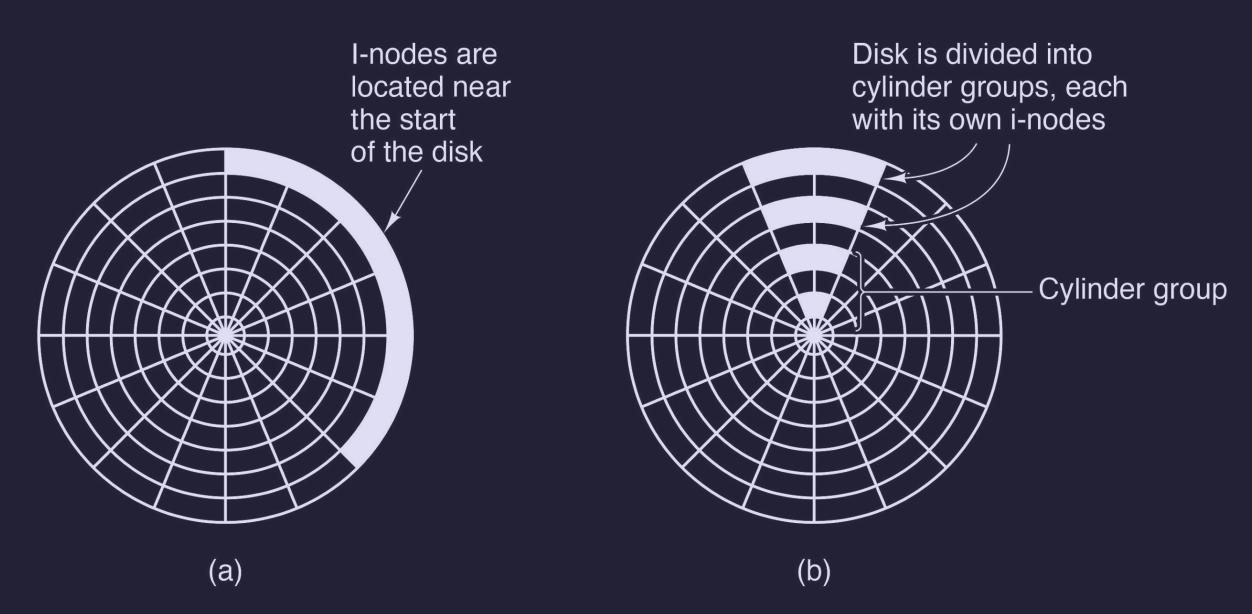 I-nodes are
located near
the start
of the disk
Disk is divided into
cylinder groups, each
with its own i-nodes
Cylinder group
(a)
(b)